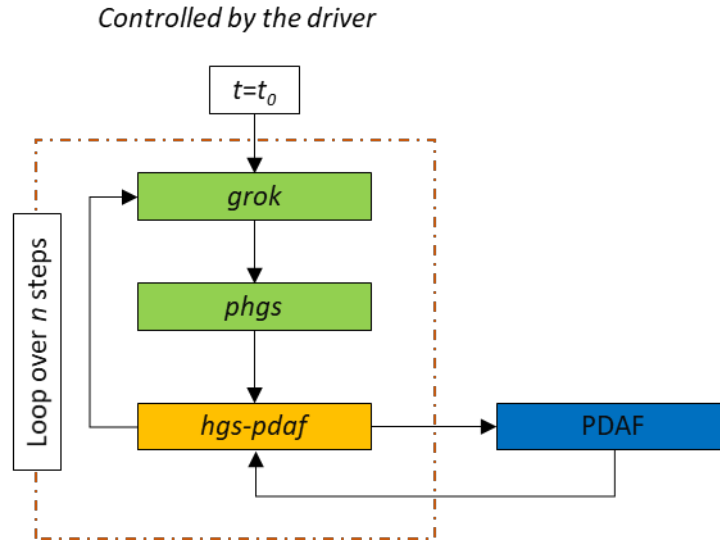 Controlled by the driver
t=t₀
grok
Loop over n steps
phgs
hgs-pdaf
PDAF